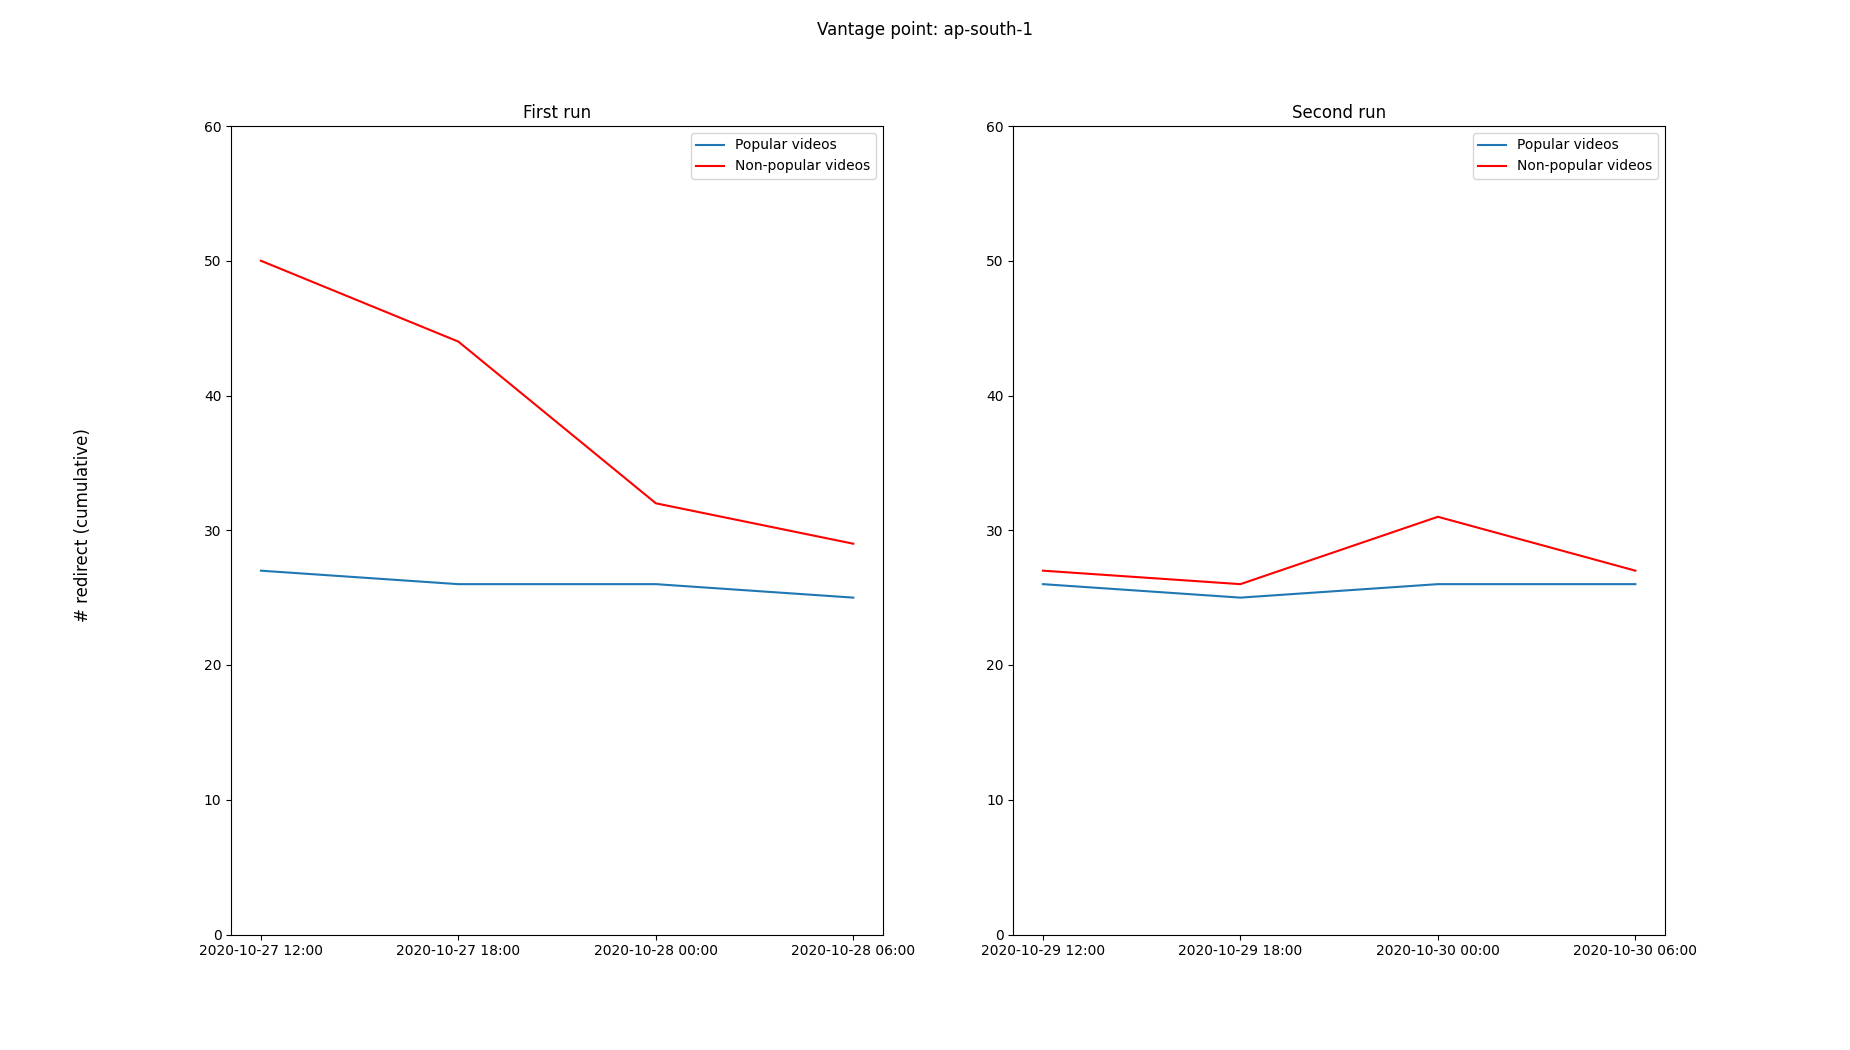 Vantage point: ap-south-1
# redirect (cumulative)
First run
Popular videos
Non-popular videos
60
50
40
30
20
10
0
2020-10-27 12:00
2020-10-27 18:00
2020-10-28 00:00
2020-10-28 06:00
Second run
Popular videos
Non-popular videos
60
50
40
30
20
10
0
2020-10-29 12:00
2020-10-29 18:00
2020-10-30 00:00
2020-10-30 06:00